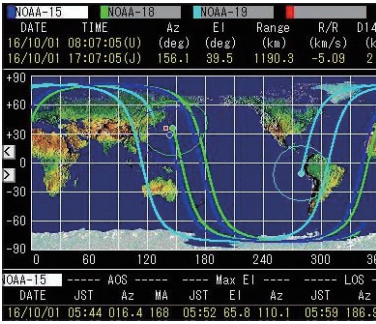 NOAA-15 NOAA-18 NOAA-19
DATE TIME Az El Range R/R D14
16/10/01 08:07:05(U) (deg) (deg) (km) (km/s) (k
16/10/01 17:07:05(J) 156.1 39.5 1190.3 -5.09 2
+90
+60
+30
<
0
>
-30
-60
-90
0 60 120 180 240 300 36
NOAA-15 ----- AOS ----- ---- Max El ---- ----- LOS -
DATE JST Az MA JST El Az JST Az
16/10/01 05:44 016.4 168 05:52 65.8 110.1 05:59 186.9